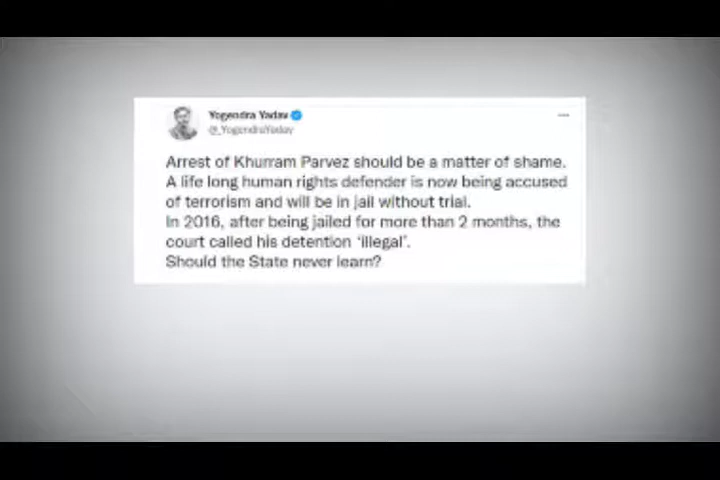 Yogendra Yadav
@_YogendraYadav
Arrest of Khurram Parvez should be a matter of shame.
A life long human rights defender is now being accused
of terrorism and will be in jail without trial.
In 2016, after being jailed for more than 2 months, the
court called his detention 'illegal'.
Should the State never learn?